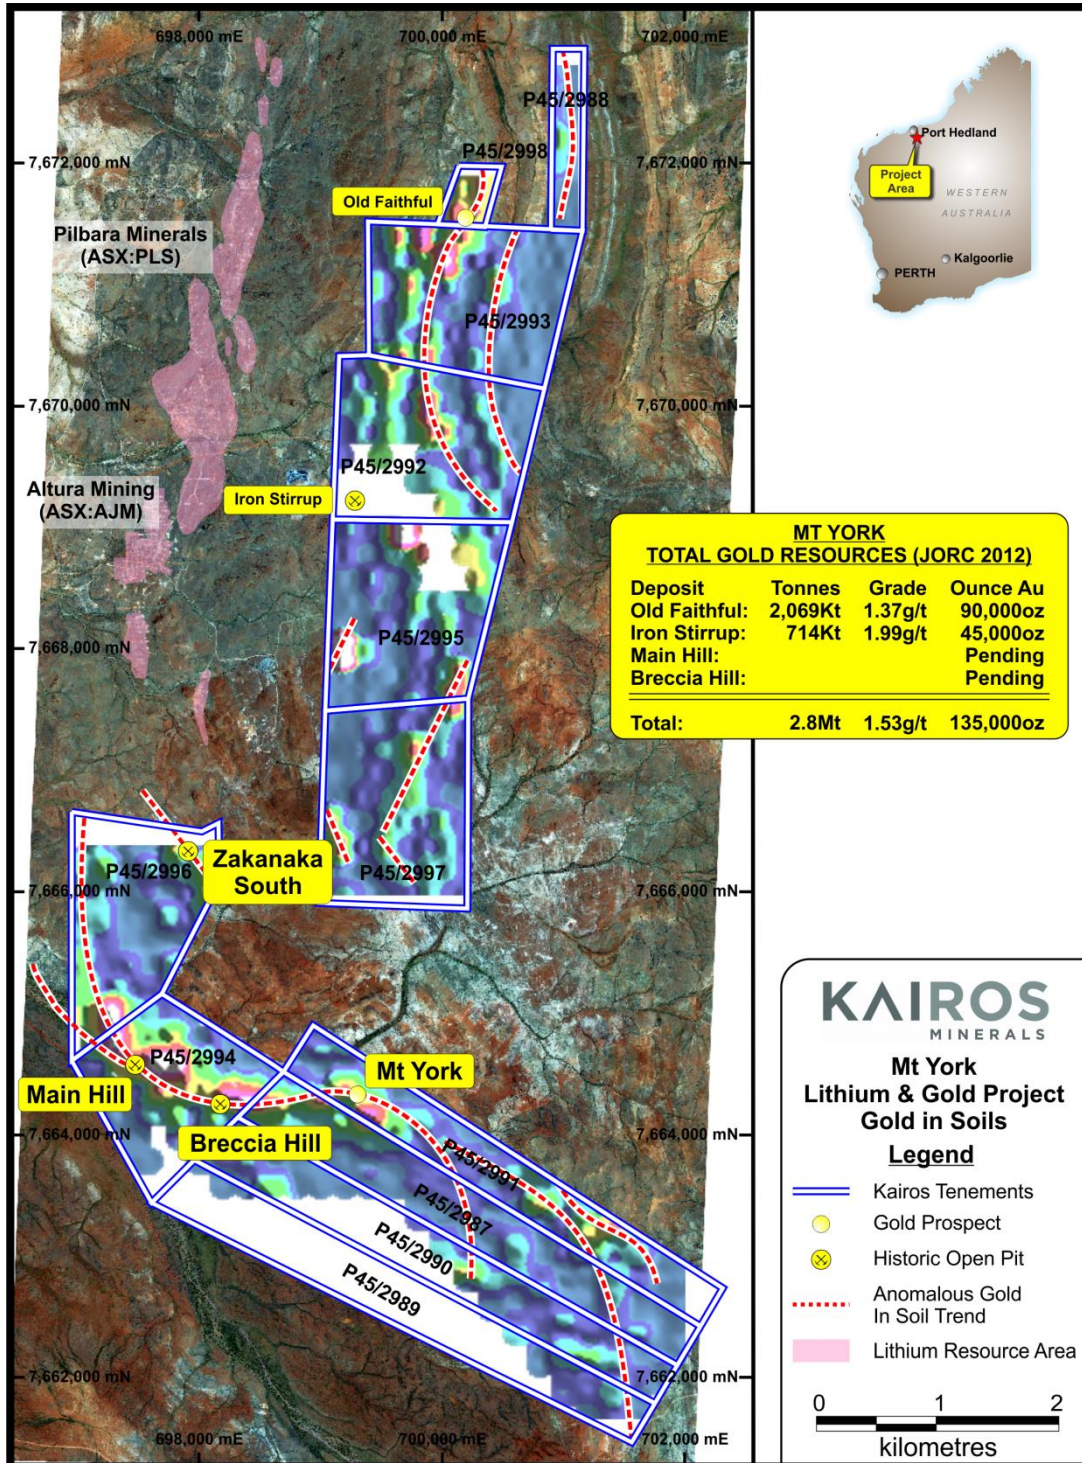 698,000 mE
700,000 mE
702,000 mE
P45/2988
P45/2998
7,672,000 mN
7,672,000 mN
Old Faithful
Pilbara Minerals
(ASX:PLS)
P45/2993
7,670,000 mN
7,670,000 mN
P45/2992
Altura Mining
(ASX:AJM)
Iron Stirrup
P45/2995
7,668,000 mN
7,668,000 mN
Zakanaka
South
P45/2996
P45/2997
7,666,000 mN
7,666,000 mN
P45/2994
Mt York
Main Hill
Breccia Hill
7,664,000 mN
7,664,000 mN
P45/2991
P45/2987
P45/2990
P45/2989
7,662,000 mN
7,662,000 mN
698,000 mE
700,000 mE
702,000 mE
Port Hedland
Project
Area
WESTERN
AUSTRALIA
Kalgoorlie
PERTH
MT YORK
TOTAL GOLD RESOURCES (JORC 2012)
Deposit Tonnes Grade Ounce Au
Old Faithful: 2,069Kt 1.37g/t 90,000oz
Iron Stirrup: 714Kt 1.99g/t 45,000oz
Main Hill: Pending
Breccia Hill: Pending
Total: 2.8Mt 1.53g/t 135,000oz
KAIROS
MINERALS
Mt York
Lithium & Gold Project
Gold in Soils
Legend
Kairos Tenements
Gold Prospect
Historic Open Pit
Anomalous Gold
In Soil Trend
Lithium Resource Area
0 1 2
kilometres